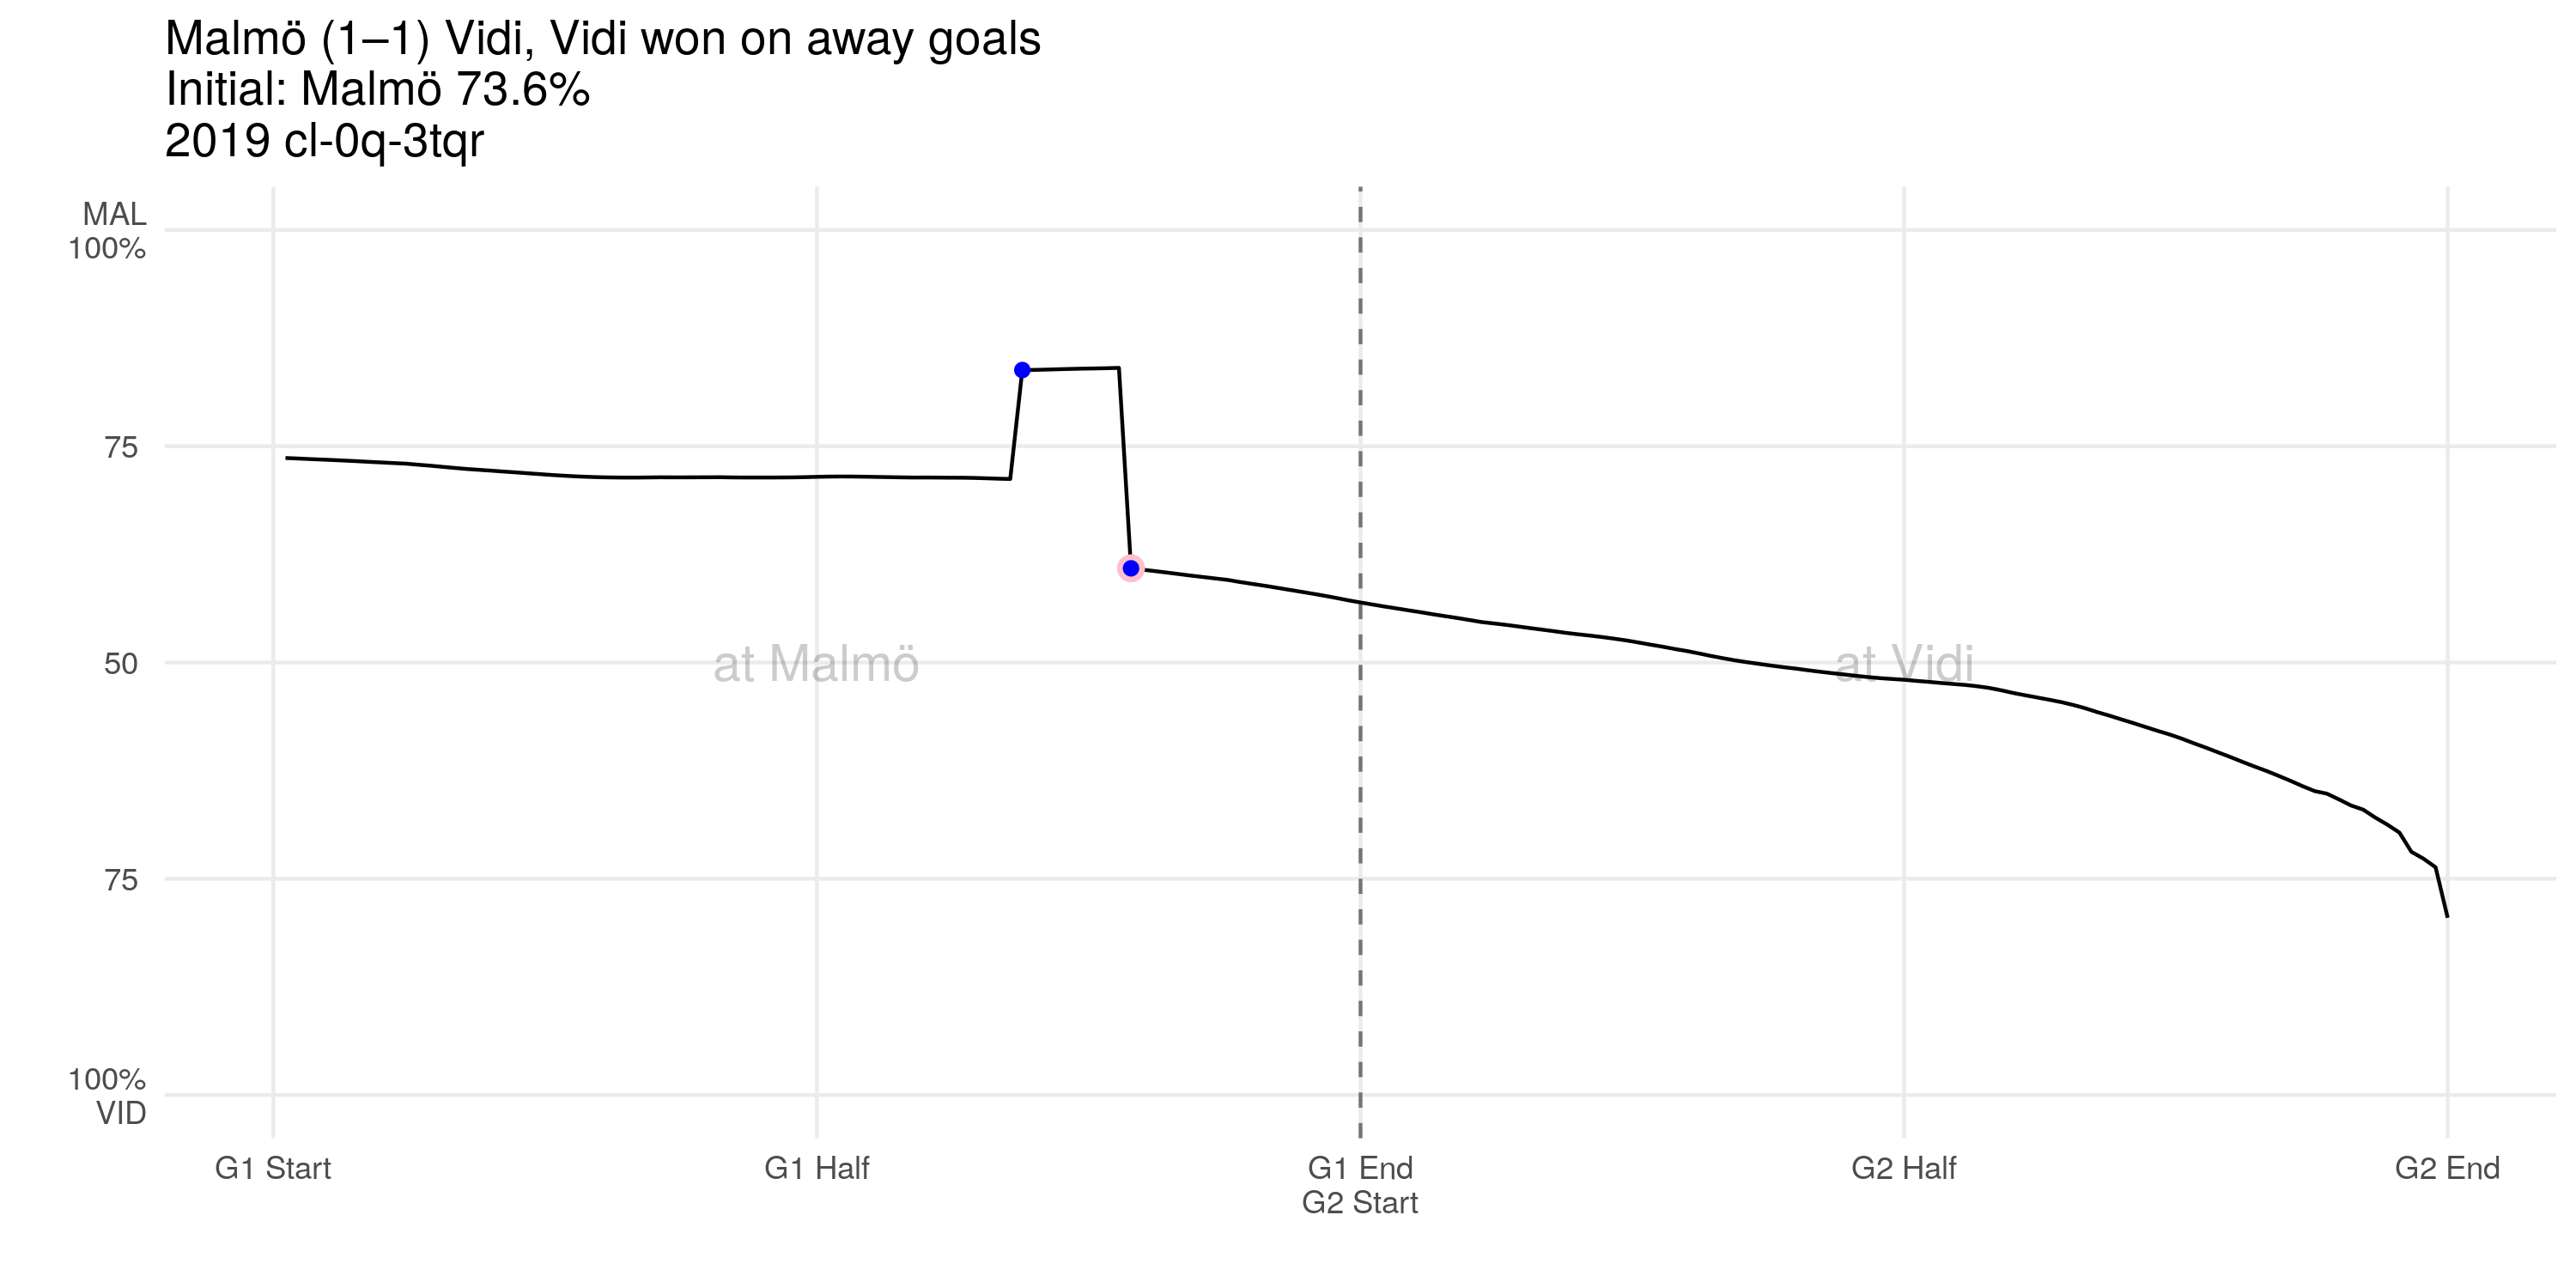 Malmö (1–1) Vidi, Vidi won on away goals
Initial: Malmö 73.6%
2019 cl-0q-3tqr
MAL
100%
75
50
75
100%
VID
at Malmö
at Vidi
G1 Start
G1 Half
G1 End
G2 Start
G2 Half
G2 End